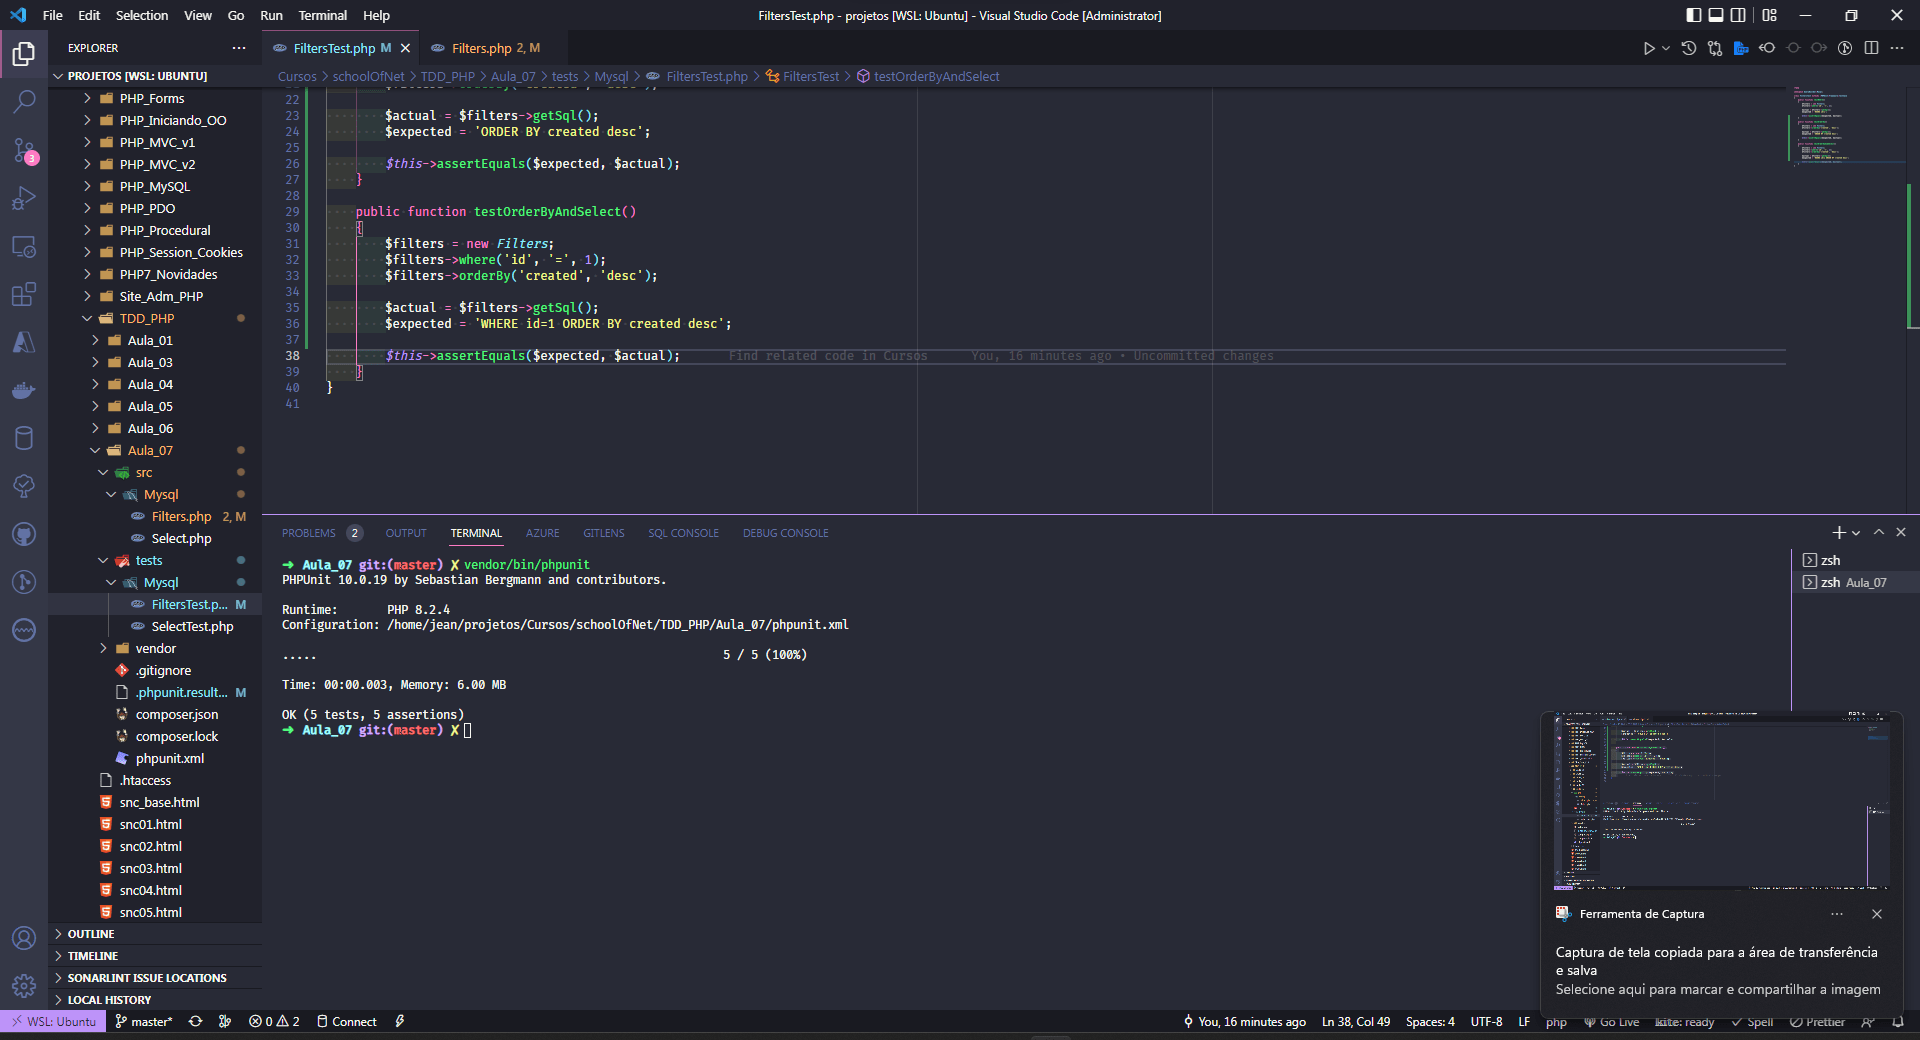 File Edit Selection View Go Run Terminal Help
FiltersTest.php - projetos [WSL: Ubuntu] - Visual Studio Code [Administrator]
EXPLORER
PROJETOS [WSL: UBUNTU]
PHP_Forms
PHP_Iniciando_OO
PHP_MVC_v1
PHP_MVC_v2
PHP_MySQL
PHP_PDO
PHP_Procedural
PHP_Session_Cookies
PHP7_Novidades
Site_Adm_PHP
TDD_PHP
Aula_01
Aula_03
Aula_04
Aula_05
Aula_06
Aula_07
src
Mysql
Filters.php 2, M
Select.php
tests
Mysql
FiltersTest.p... M
SelectTest.php
vendor
.gitignore
.phpunit.result... M
composer.json
composer.lock
phpunit.xml
.htaccess
snc_base.html
snc01.html
snc02.html
snc03.html
snc04.html
snc05.html
OUTLINE
TIMELINE
SONARLINT ISSUE LOCATIONS
LOCAL HISTORY
3
FiltersTest.php M
Filters.php 2, M
Cursos > schoolOfNet > TDD_PHP > Aula_07 > tests > Mysql > FiltersTest.php > FiltersTest > testOrderByAndSelect
22
23 $actual = $filters->getSql();
24 $expected = 'ORDER BY created desc';
25
26 $this->assertEquals($expected, $actual);
27 }
28
29 public function testOrderByAndSelect()
30 {
31 $filters = new Filters;
32 $filters->where('id', '=', 1);
33 $filters->orderBy('created', 'desc');
34
35 $actual = $filters->getSql();
36 $expected = 'WHERE id=1 ORDER BY created desc';
37
38 $this->assertEquals($expected, $actual); Find related code in Cursos You, 16 minutes ago • Uncommitted changes
39 }
40 }
41
PROBLEMS 2 OUTPUT TERMINAL AZURE GITLENS SQL CONSOLE DEBUG CONSOLE
➜ Aula_07 git:(master) ✗ vendor/bin/phpunit
PHPUnit 10.0.19 by Sebastian Bergmann and contributors.
Runtime: PHP 8.2.4
Configuration: /home/jean/projetos/Cursos/schoolOfNet/TDD_PHP/Aula_07/phpunit.xml
..... 5 / 5 (100%)
Time: 00:00.003, Memory: 6.00 MB
OK (5 tests, 5 assertions)
➜ Aula_07 git:(master) ✗
zsh
zsh Aula_07
Ferramenta de Captura
Captura de tela copiada para a área de transferência
e salva
Selecione aqui para marcar e compartilhar a imagem
WSL: Ubuntu master* 0 2 Connect You, 16 minutes ago Ln 38, Col 49 Spaces: 4 UTF-8 LF php Go Live kite: ready Spell Prettier